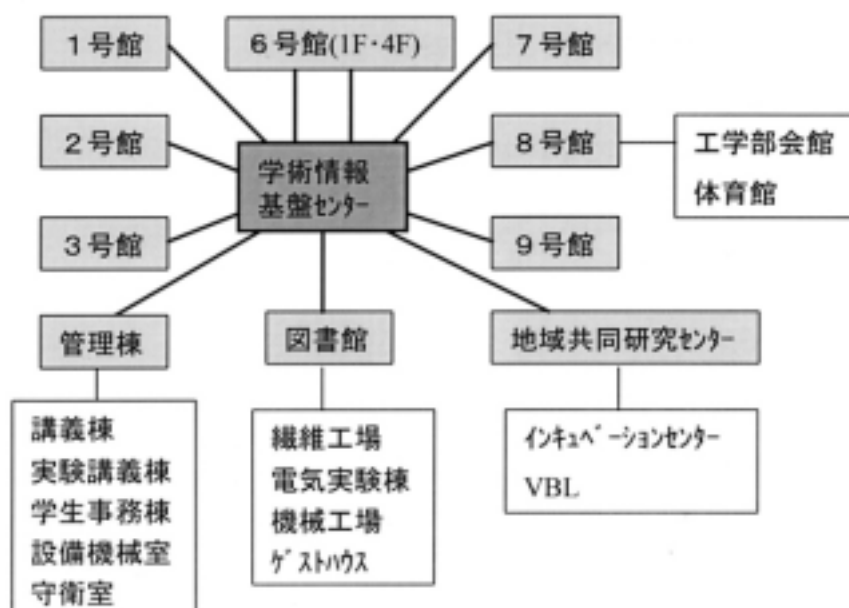 1号館
6号館(1F･4F)
7号館
2号館
学術情報
基盤ｾﾝﾀｰ
8号館
工学部会館
体育館
3号館
9号館
管理棟
図書館
地域共同研究ｾﾝﾀｰ
講義棟
実験講義棟
学生事務棟
設備機械室
守衛室
繊維工場
電気実験棟
機械工場
ｹﾞｽﾄﾊｳｽ
ｲﾝｷｭﾍﾞｰｼｮﾝｾﾝﾀｰ
VBL